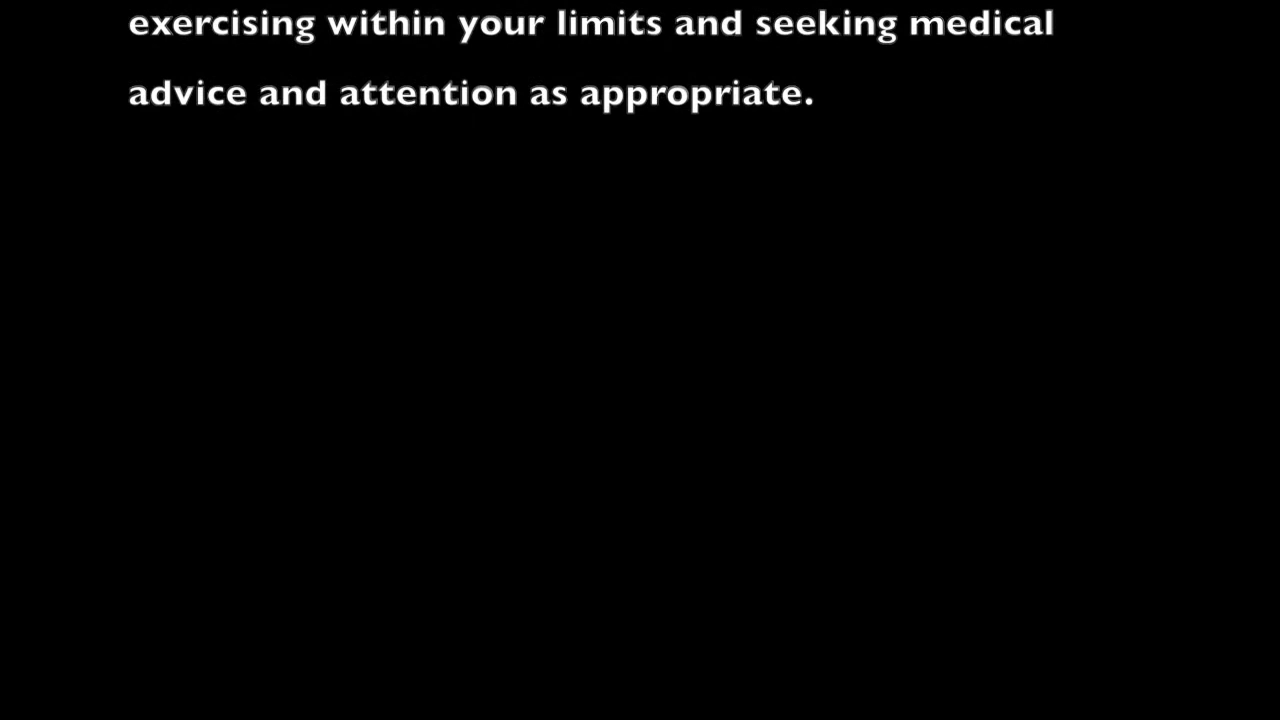 exercising within your limits and seeking medical
advice and attention as appropriate.